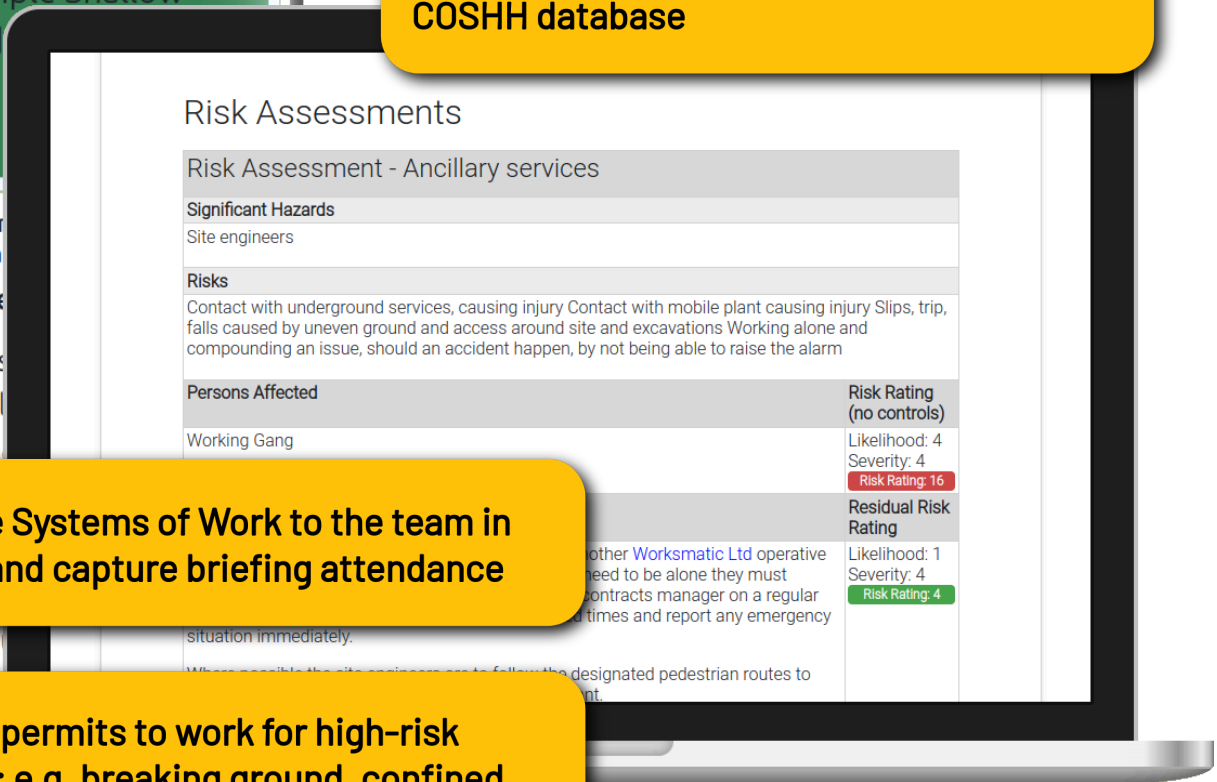 COSHH database
Risk Assessments
Risk Assessment - Ancillary services
Significant Hazards
Site engineers
Risks
Contact with underground services, causing injury Contact with mobile plant causing injury Slips, trip,
falls caused by uneven ground and access around site and excavations Working alone and
compounding an issue, should an accident happen, by not being able to raise the alarm
Persons Affected
Risk Rating
(no controls)
Working Gang
Likelihood: 4
Severity: 4
Risk Rating: 16
Systems of Work to the team in
and capture briefing attendance
Residual Risk
Rating
other Worksmatic Ltd operative
need to be alone they must
contracts manager on a regular
times and report any emergency
situation immediately.
Likelihood: 1
Severity: 4
Risk Rating: 4
designated pedestrian routes to
permits to work for high-risk
e.g. breaking ground, confined